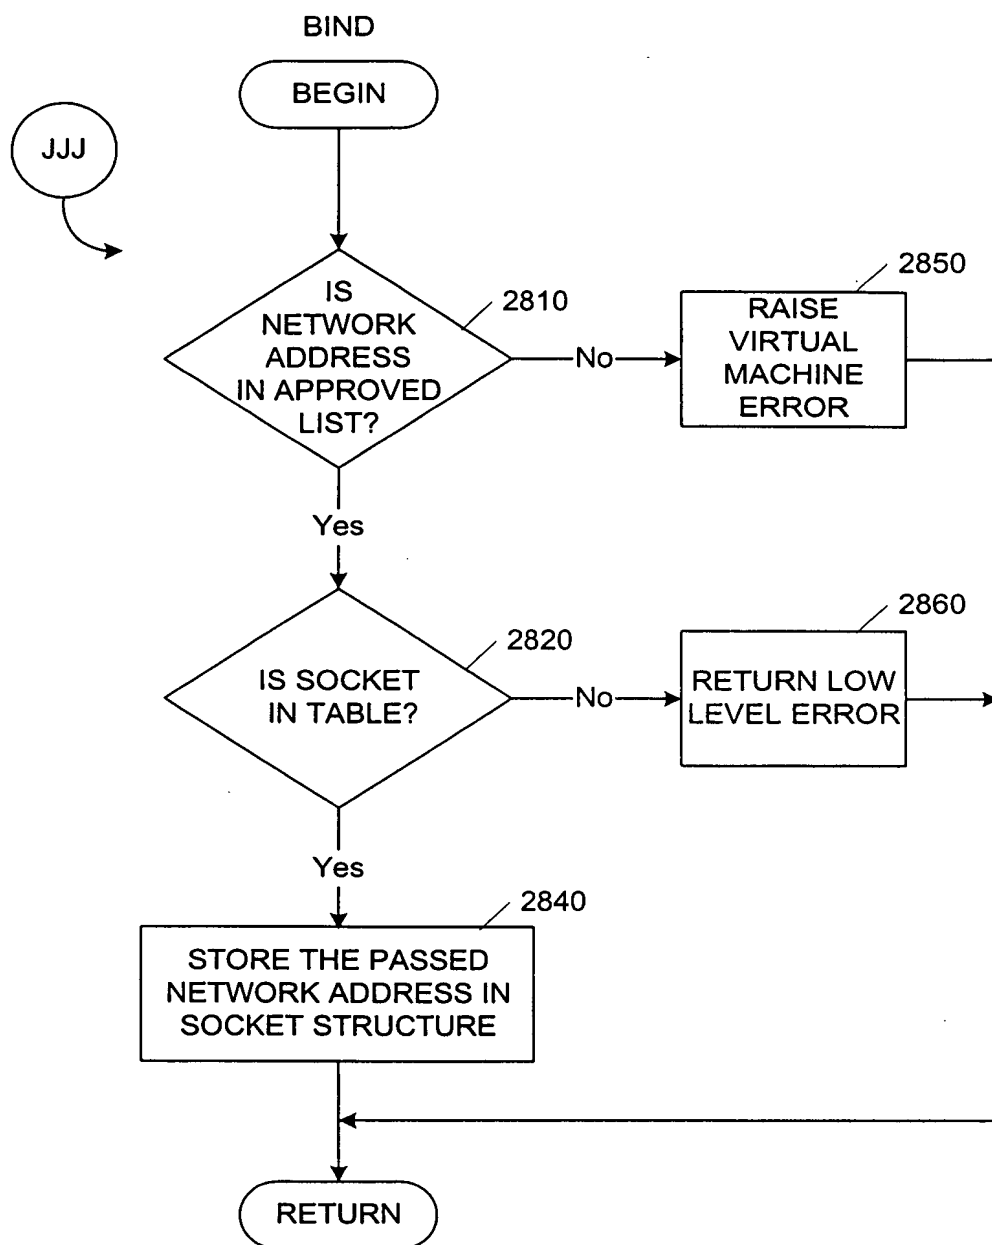 BIND
BEGIN
JJJ
IS
NETWORK
ADDRESS
IN APPROVED
LIST?
2810
No
2850
RAISE
VIRTUAL
MACHINE
ERROR
Yes
IS SOCKET
IN TABLE?
2820
No
2860
RETURN LOW
LEVEL ERROR
Yes
2840
STORE THE PASSED
NETWORK ADDRESS IN
SOCKET STRUCTURE
RETURN